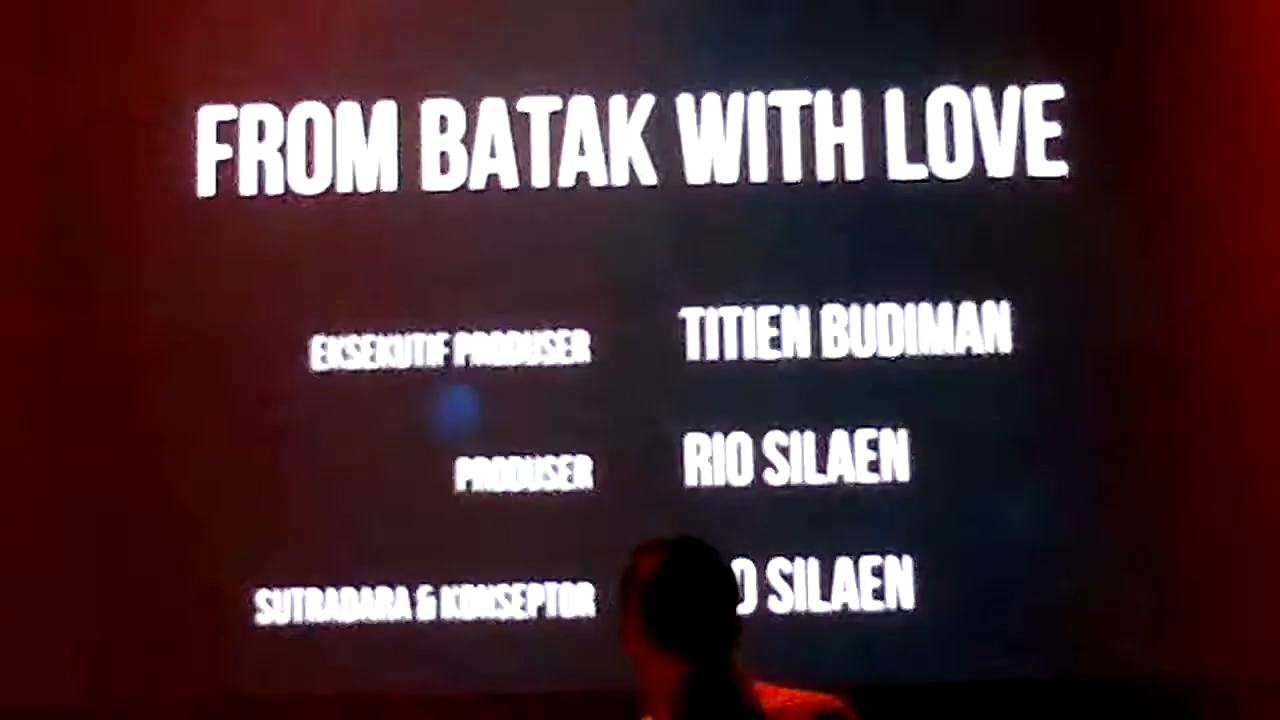 FROM BATAK WITH LOVE
EKSEKUTIF PRODUSER TITIEN BUDIMAN
PRODUSER RIO SILAEN
SUTRADARA & KONSEPTOR SILAEN